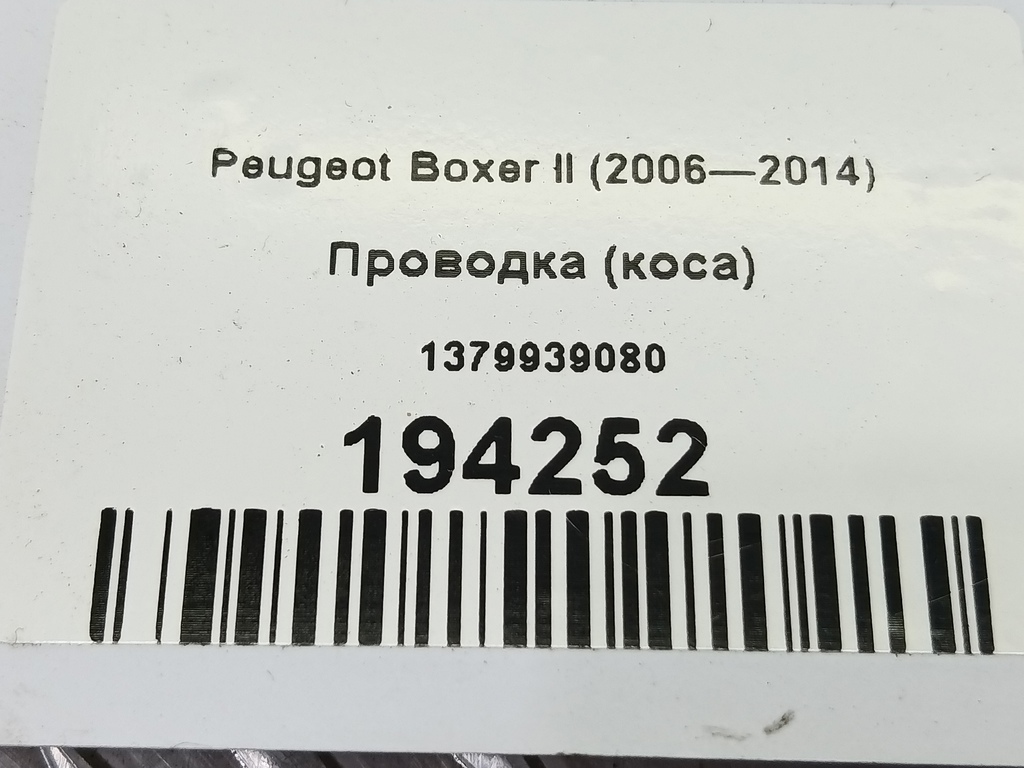 Peugeot Boxer II (2006—2014)
Проводка (коса)
1379939080
194252